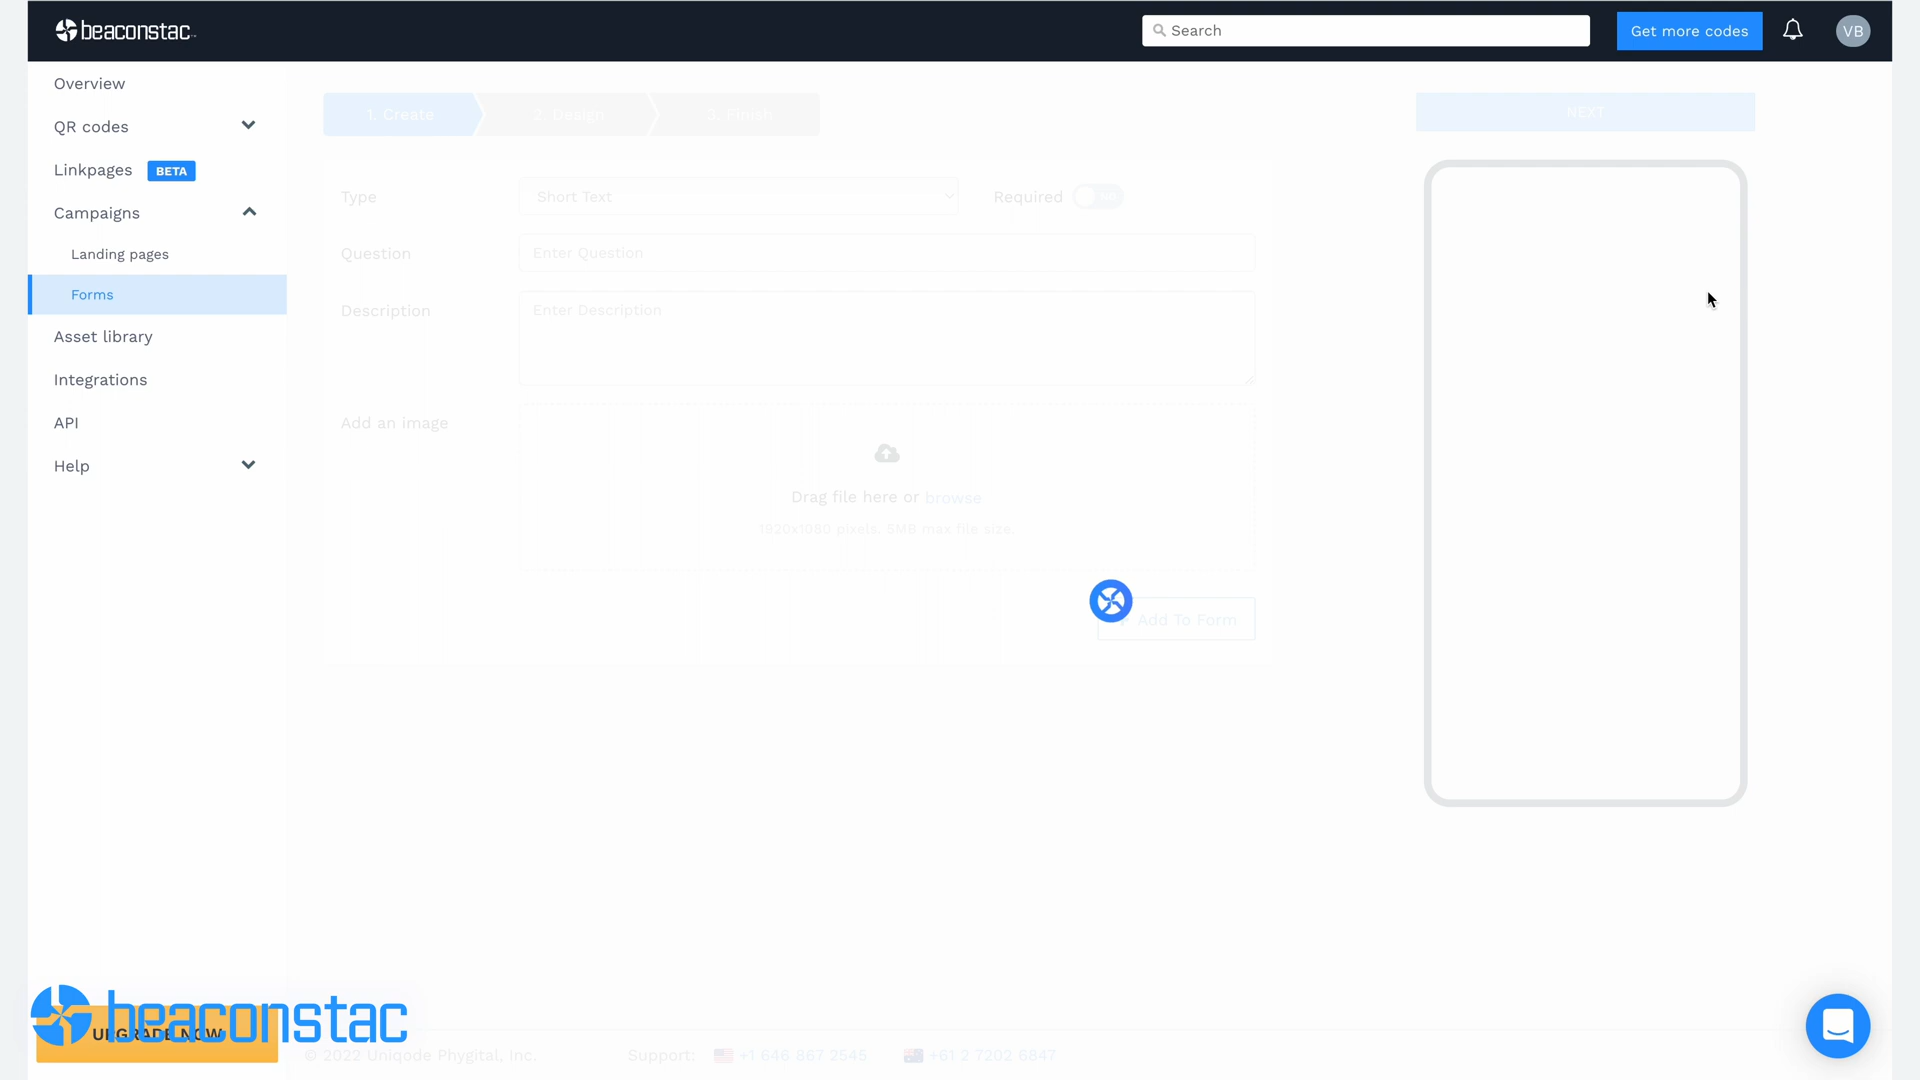 beaconstac
Search
Get more codes
VB
Overview
QR codes
Linkpages BETA
Campaigns
Landing pages
Forms
Asset library
Integrations
API
Help
1. Create
2. Design
3. Finish
NEXT
Type
Short Text
Required
NO
Question
Enter Question
Description
Enter Description
Add an image
Drag file here or browse
1920x1080 pixels. 5MB max file size.
+ Add To Form
UPGRADE NOW
beaconstac
© 2022 Uniqode Phygital, Inc.
Support: +1 646 867 2545 +61 2 7202 6847